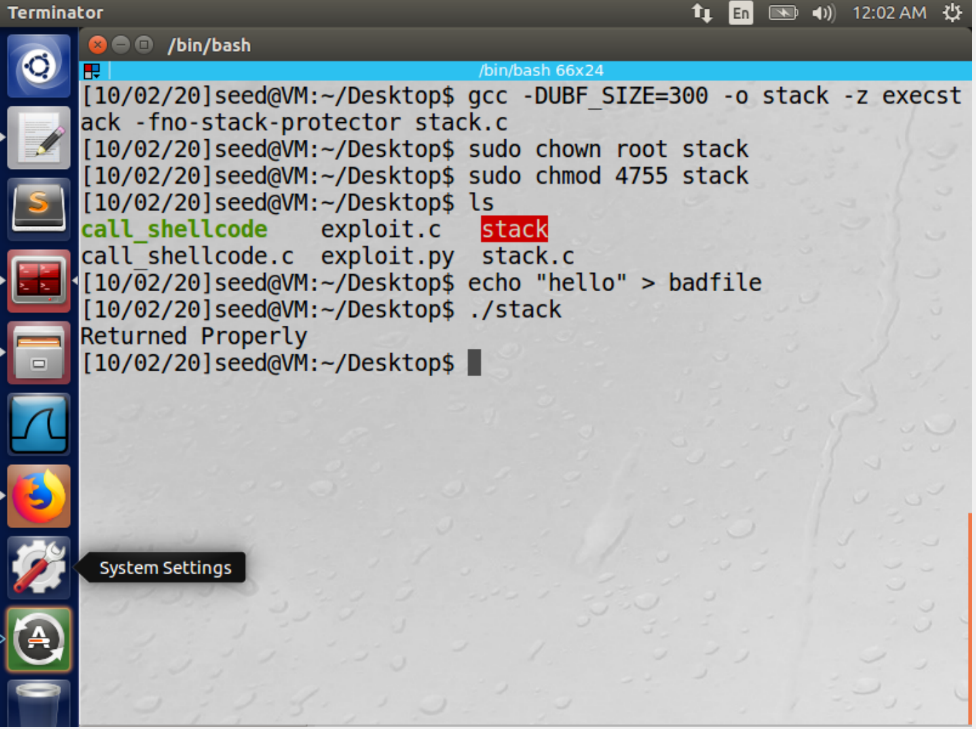 Terminator
En
12:02 AM
/bin/bash
/bin/bash 66x24
[10/02/20]seed@VM:~/Desktop$ gcc -DUBF_SIZE=300 -o stack -z execst
ack -fno-stack-protector stack.c
[10/02/20]seed@VM:~/Desktop$ sudo chown root stack
[10/02/20]seed@VM:~/Desktop$ sudo chmod 4755 stack
[10/02/20]seed@VM:~/Desktop$ ls
call_shellcode exploit.c stack
call_shellcode.c exploit.py stack.c
[10/02/20]seed@VM:~/Desktop$ echo "hello" > badfile
[10/02/20]seed@VM:~/Desktop$ ./stack
Returned Properly
[10/02/20]seed@VM:~/Desktop$
System Settings